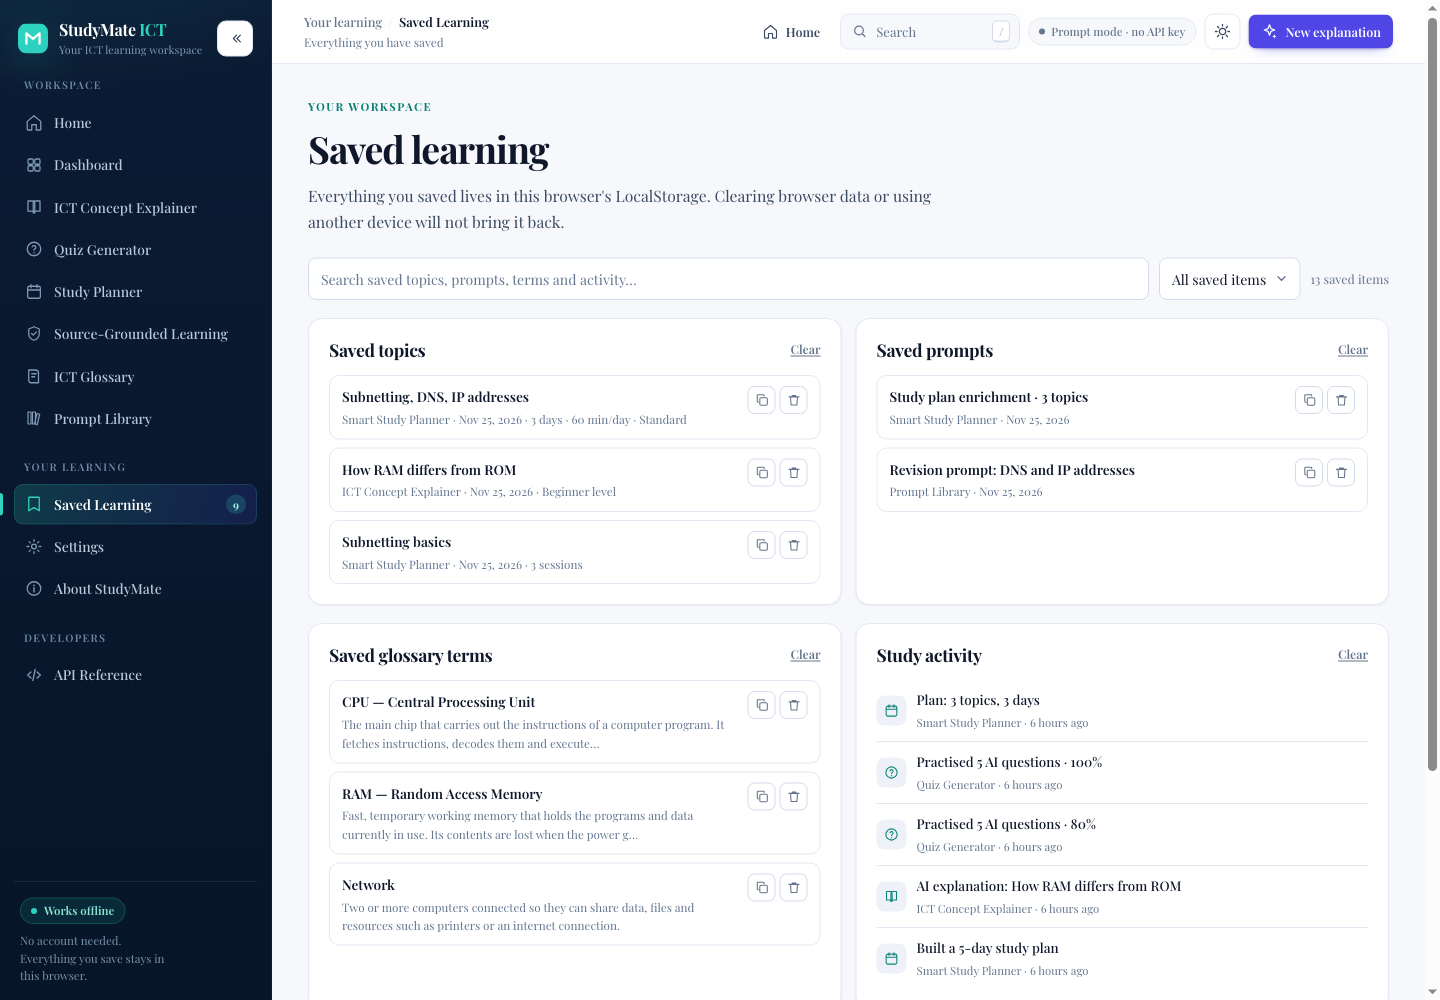 StudyMate ICT
Your ICT learning workspace
WORKSPACE
Home
Dashboard
ICT Concept Explainer
Quiz Generator
Study Planner
Source-Grounded Learning
ICT Glossary
Prompt Library
YOUR LEARNING
Saved Learning 9
Settings
About StudyMate
DEVELOPERS
API Reference
Works offline
No account needed.
Everything you save stays in
this browser.
Your learning / Saved Learning
Everything you have saved
Home
Search /
Prompt mode · no API key
New explanation
YOUR WORKSPACE
Saved learning
Everything you saved lives in this browser's LocalStorage. Clearing browser data or using
another device will not bring it back.
Search saved topics, prompts, terms and activity…
All saved items
13 saved items
Saved topics
Clear
Subnetting, DNS, IP addresses
Smart Study Planner · Nov 25, 2026 · 3 days · 60 min/day · Standard
How RAM differs from ROM
ICT Concept Explainer · Nov 25, 2026 · Beginner level
Subnetting basics
Smart Study Planner · Nov 25, 2026 · 3 sessions
Saved prompts
Clear
Study plan enrichment · 3 topics
Smart Study Planner · Nov 25, 2026
Revision prompt: DNS and IP addresses
Prompt Library · Nov 25, 2026
Saved glossary terms
Clear
CPU — Central Processing Unit
The main chip that carries out the instructions of a computer program. It
fetches instructions, decodes them and execute…
RAM — Random Access Memory
Fast, temporary working memory that holds the programs and data
currently in use. Its contents are lost when the power g…
Network
Two or more computers connected so they can share data, files and
resources such as printers or an internet connection.
Study activity
Clear
Plan: 3 topics, 3 days
Smart Study Planner · 6 hours ago
Practised 5 AI questions · 100%
Quiz Generator · 6 hours ago
Practised 5 AI questions · 80%
Quiz Generator · 6 hours ago
AI explanation: How RAM differs from ROM
ICT Concept Explainer · 6 hours ago
Built a 5-day study plan
Smart Study Planner · 6 hours ago